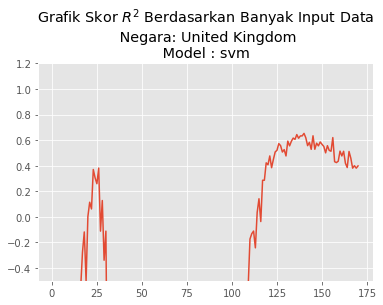 Grafik Skor $R^2$ Berdasarkan Banyak Input Data
Negara: United Kingdom
Model : svm
1.2
1.0
0.8
0.6
0.4
0.2
0.0
−0.2
−0.4
0 25 50 75 100 125 150 175